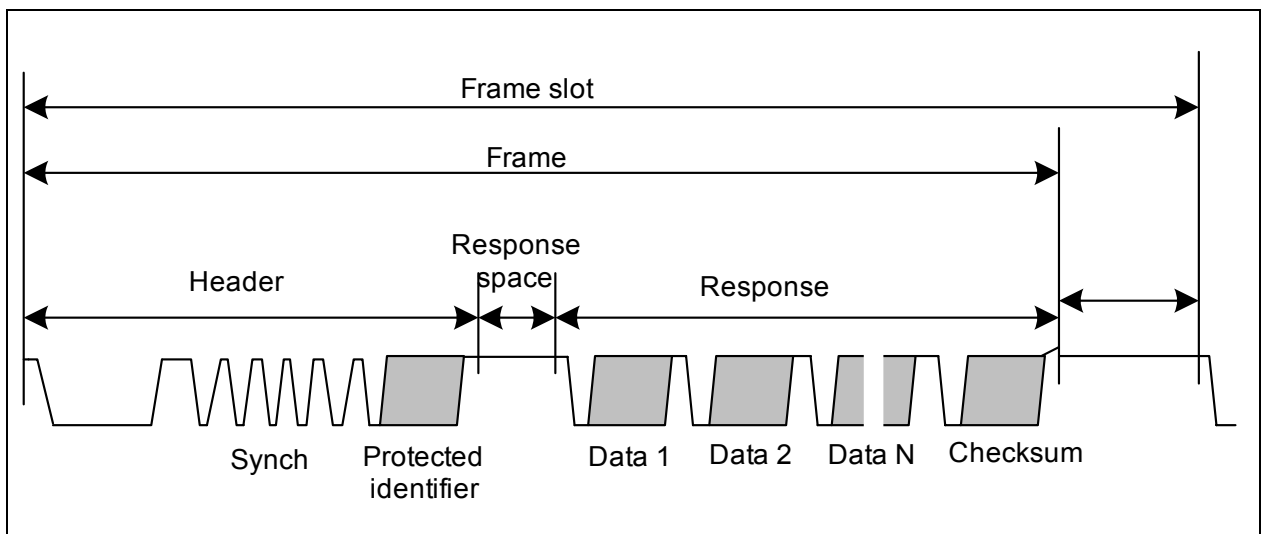 Frame slot
Frame
Response
space
Header
Response
Synch
Protected
identifier
Data 1
Data 2
Data N
Checksum